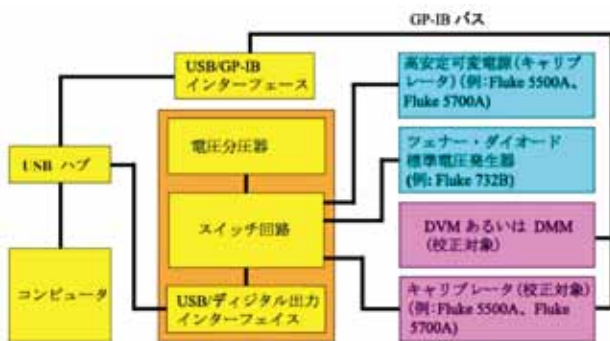 GP-IB バス
USB/GP-IB
インターフェース
高安定可変電源(キャリブ
レータ)(例:Fluke 5500A、
Fluke 5700A)
電圧分圧器
ツェナー・ダイオード
標準電圧発生器
(例: Fluke 732B)
USB ハブ
スイッチ回路
DVM あるいは DMM
(校正対象)
コンピュータ
USB/ディジタル出力
インターフェイス
キャリブレータ(校正対象)
(例:Fluke 5500A、Fluke
5700A)